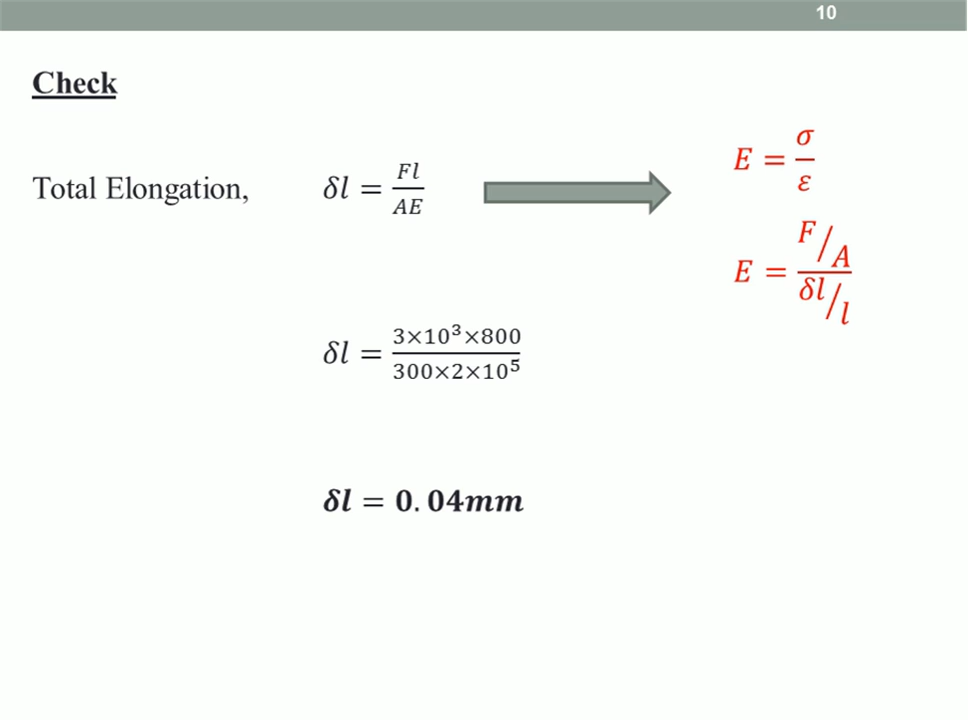 10
Check
Total Elongation, δl = Fl/AE
E = σ/ε
E = (F/A)/(δl/l)
δl = (3×10³×800)/(300×2×10⁵)
δl = 0.04mm